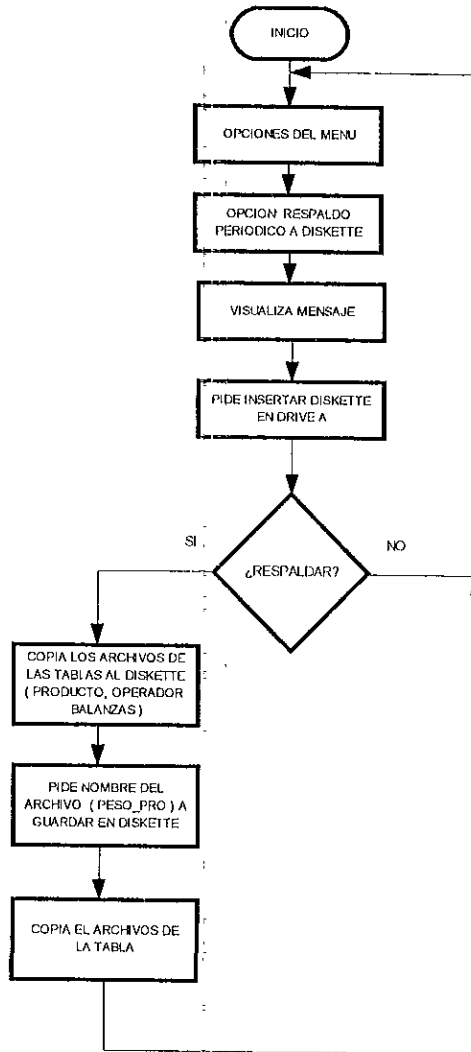 INICIO
OPCIONES DEL MENU
OPCION RESPALDO
PERIODICO A DISKETTE
VISUALIZA MENSAJE
PIDE INSERTAR DISKETTE
EN DRIVE A
¿RESPALDAR?
SI
NO
COPIA LOS ARCHIVOS DE
LAS TABLAS AL DISKETTE
( PRODUCTO, OPERADOR
BALANZAS )
PIDE NOMBRE DEL
ARCHIVO ( PESO_PRO ) A
GUARDAR EN DISKETTE
COPIA EL ARCHIVOS DE
LA TABLA